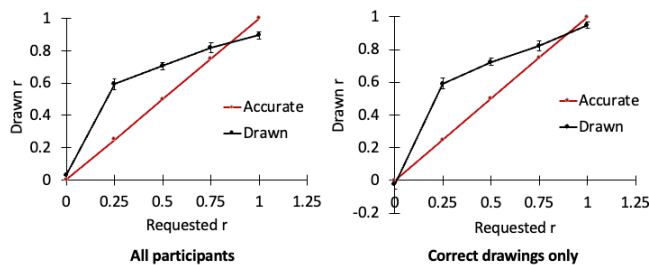 1
0.8
0.6
0.4
0.2
0
Drawn r
0 0.25 0.5 0.75 1 1.25
Requested r
Accurate
Drawn
All participants
1
0.8
0.6
0.4
0.2
0
-0.2
Drawn r
0 0.25 0.5 0.75 1 1.25
Requested r
Accurate
Drawn
Correct drawings only